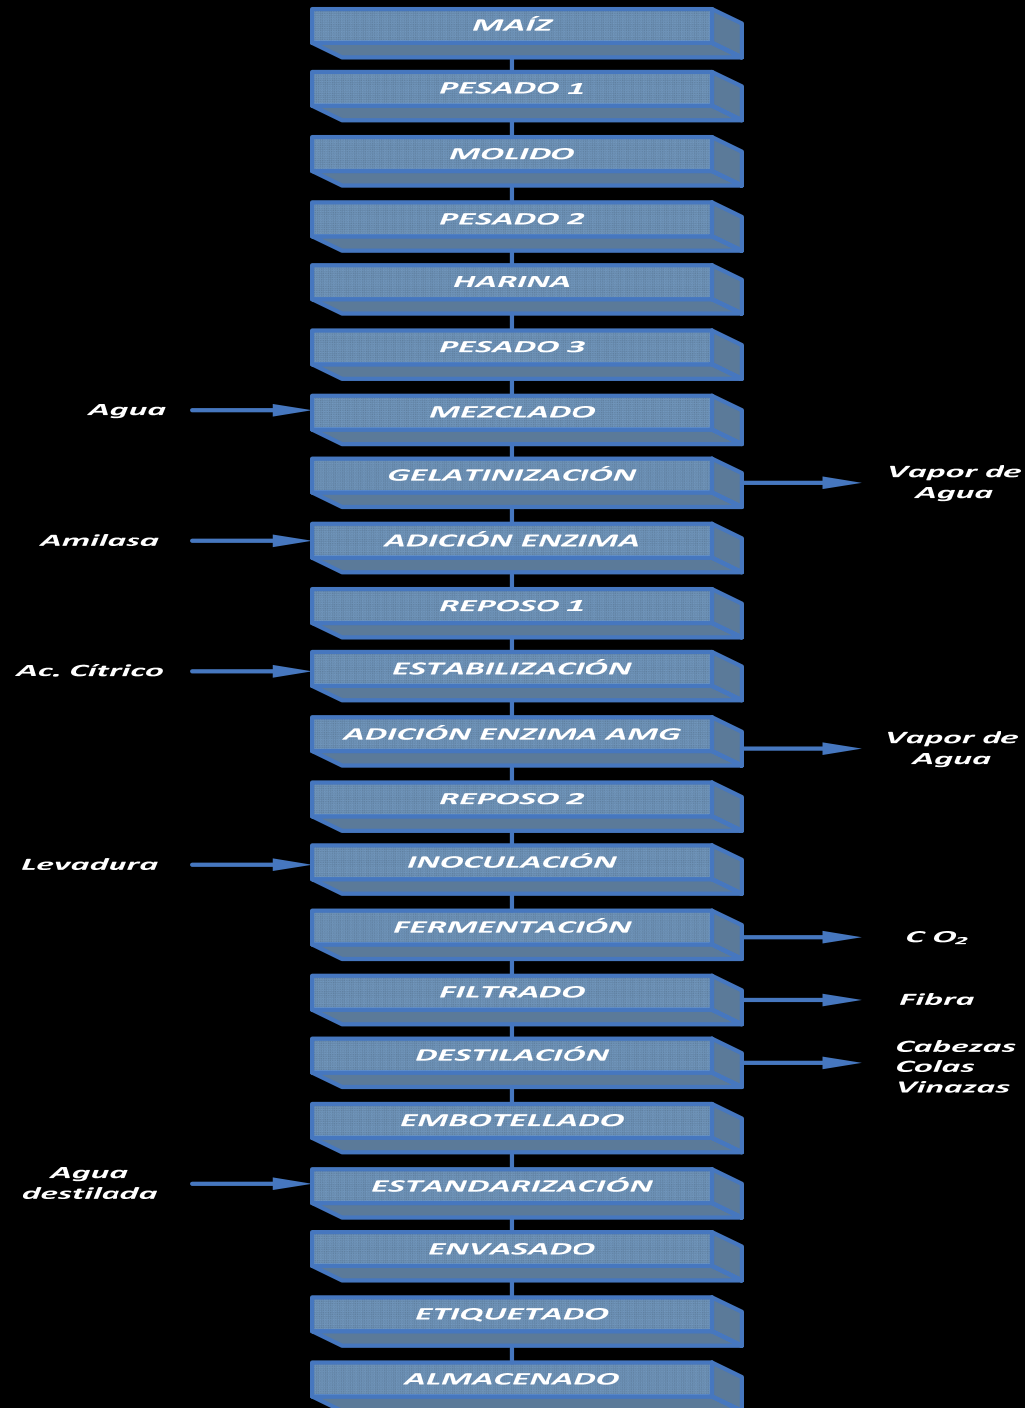 MAÍZ
PESADO 1
MOLIDO
PESADO 2
HARINA
PESADO 3
Agua
MEZCLADO
GELATINIZACIÓN
Vapor de
Agua
Amilasa
ADICIÓN ENZIMA
REPOSO 1
Ac. Cítrico
ESTABILIZACIÓN
ADICIÓN ENZIMA AMG
Vapor de
Agua
REPOSO 2
Levadura
INOCULACIÓN
FERMENTACIÓN
C O₂
FILTRADO
Fibra
DESTILACIÓN
Cabezas
Colas
Vinazas
EMBOTELLADO
Agua
destilada
ESTANDARIZACIÓN
ENVASADO
ETIQUETADO
ALMACENADO